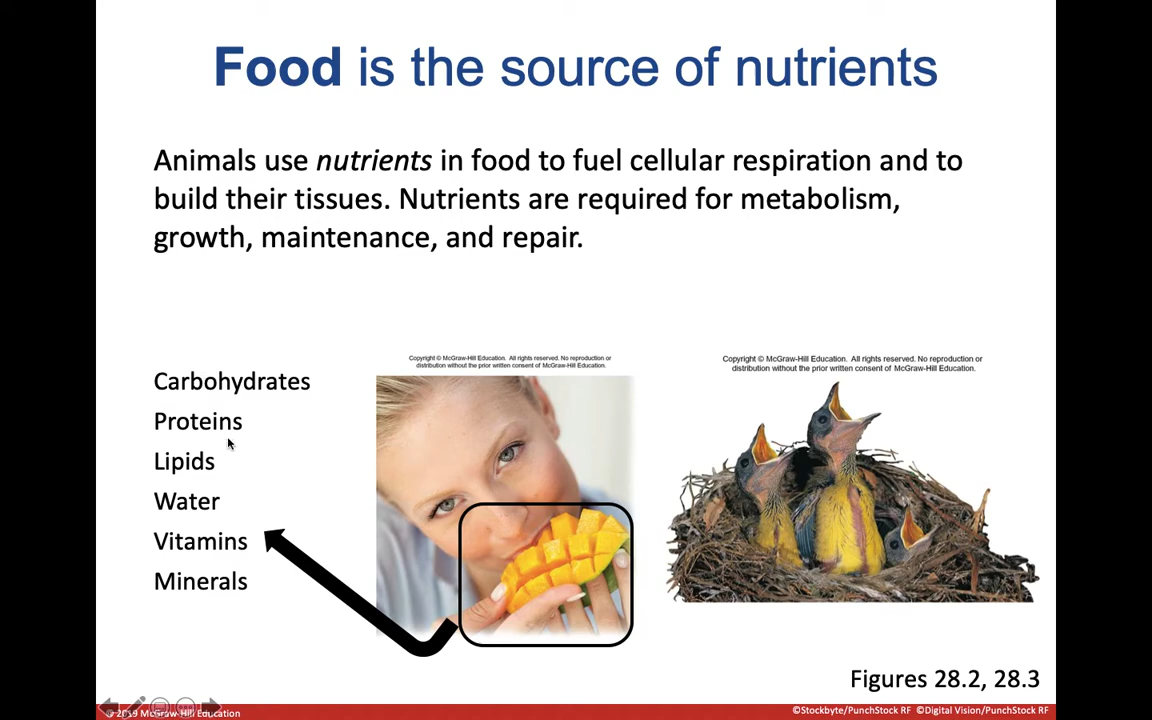 Food is the source of nutrients
Animals use nutrients in food to fuel cellular respiration and to
build their tissues. Nutrients are required for metabolism,
growth, maintenance, and repair.
Carbohydrates
Proteins
Lipids
Water
Vitamins
Minerals
Copyright © McGraw-Hill Education. All rights reserved. No reproduction or
distribution without the prior written consent of McGraw-Hill Education.
Copyright © McGraw-Hill Education. All rights reserved. No reproduction or
distribution without the prior written consent of McGraw-Hill Education.
Figures 28.2, 28.3
© 2019 McGraw-Hill Education
©Stockbyte/PunchStock RF ©Digital Vision/PunchStock RF